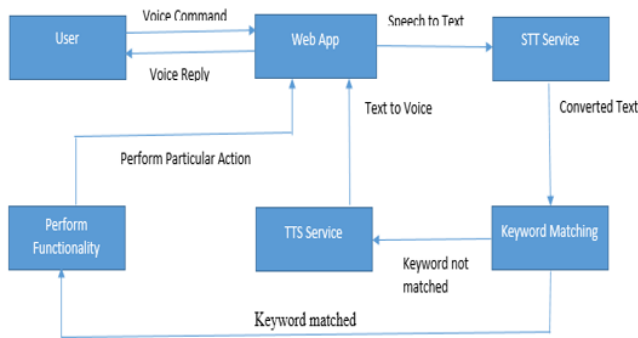 Voice Command
User
Web App
Speech to Text
STT Service
Voice Reply
Text to Voice
Converted Text
Perform Particular Action
Perform
Functionality
TTS Service
Keyword Matching
Keyword not
matched
Keyword matched